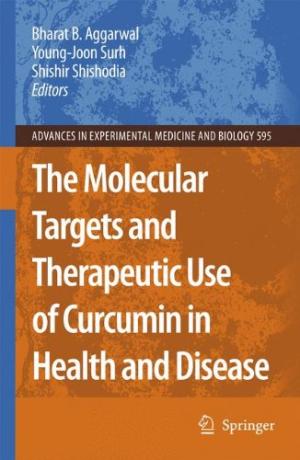 Bharat B. Aggarwal
Young-Joon Surh
Shishir Shishodia
Editors
ADVANCES IN EXPERIMENTAL MEDICINE AND BIOLOGY 595
The Molecular
Targets and
Therapeutic Use
of Curcumin in
Health and Disease
Springer